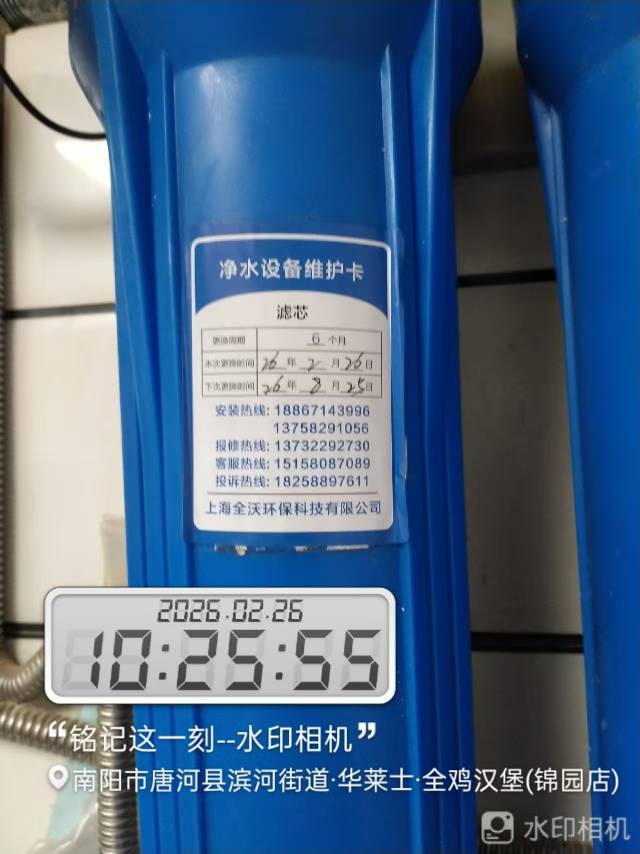 净水设备维护卡
滤芯
更换周期 6 个月
本次更换时间 26 年 2 月 26 日
下次更换时间 26 年 8 月 25 日
安装热线: 18867143996
13758291056
报修热线: 13732292730
客服热线: 15158087089
投诉热线: 18258897611
上海全沃环保科技有限公司
2026.02.26
10:25:55
“铭记这一刻--水印相机”
南阳市唐河县滨河街道·华莱士·全鸡汉堡(锦园店)
水印相机